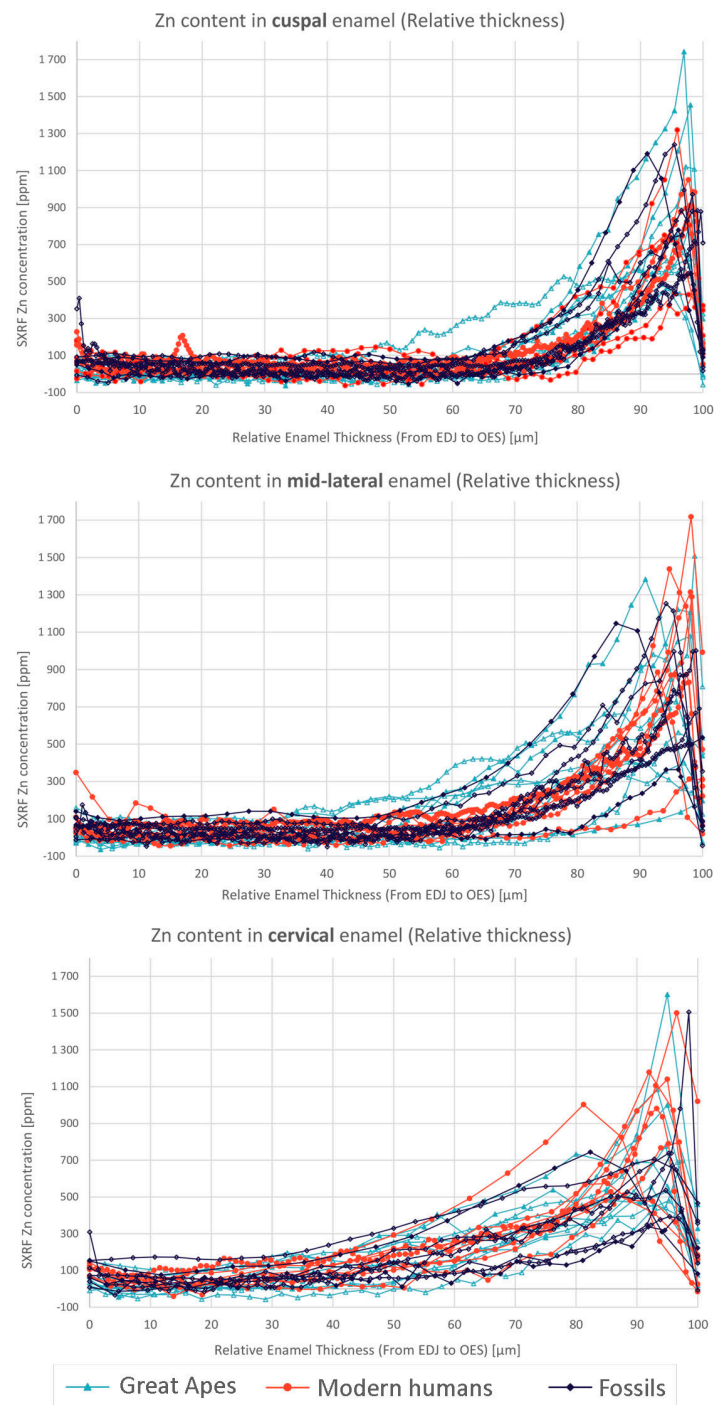 Zn content in cuspal enamel (Relative thickness)
SXRF Zn concentration [ppm]
1 700
1 500
1 300
1 100
900
700
500
300
100
-100
0 10 20 30 40 50 60 70 80 90 100
Relative Enamel Thickness (From EDJ to OES) [µm]
Zn content in mid-lateral enamel (Relative thickness)
SXRF Zn concentration [ppm]
1 700
1 500
1 300
1 100
900
700
500
300
100
-100
0 10 20 30 40 50 60 70 80 90 100
Relative Enamel Thickness (From EDJ to OES) [µm]
Zn content in cervical enamel (Relative thickness)
SXRF Zn concentration [ppm]
1 700
1 500
1 300
1 100
900
700
500
300
100
-100
0 10 20 30 40 50 60 70 80 90 100
Relative Enamel Thickness (From EDJ to OES) [µm]
Great Apes Modern humans Fossils